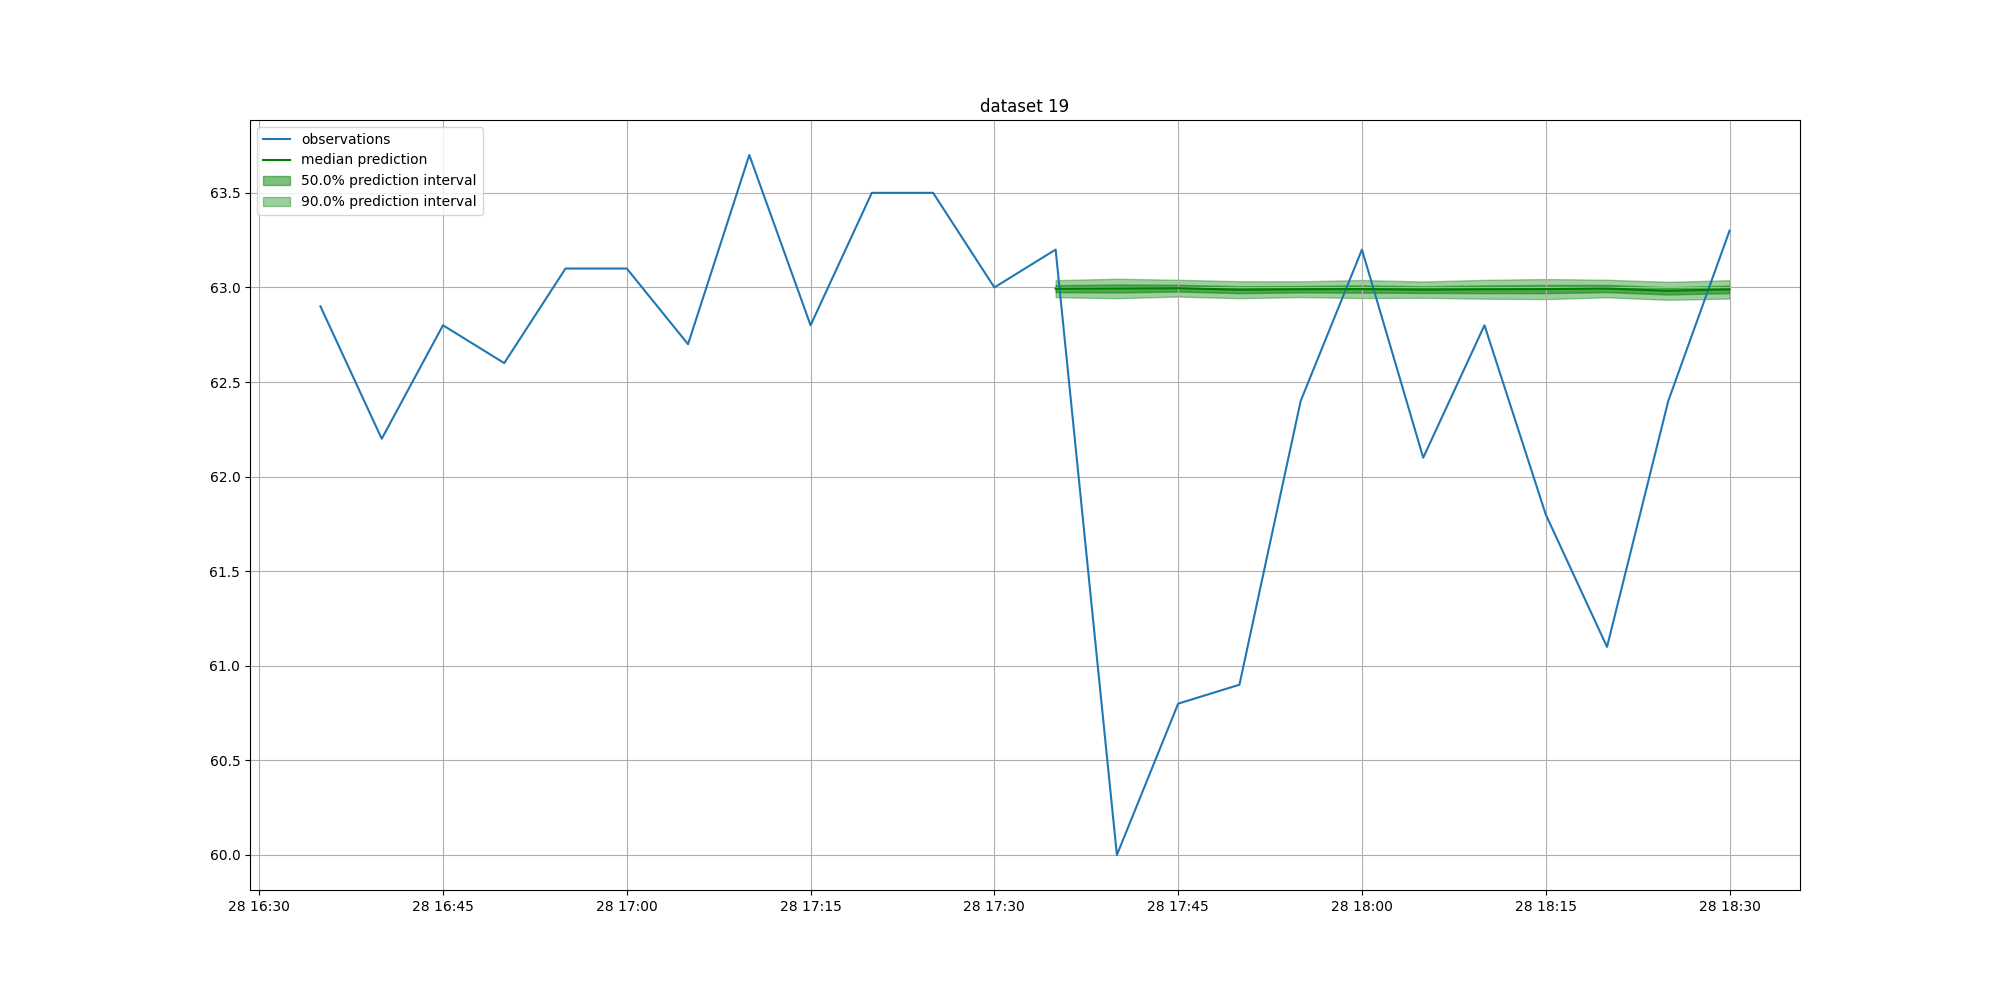 dataset 19
observations
median prediction
50.0% prediction interval
90.0% prediction interval
63.5
63.0
62.5
62.0
61.5
61.0
60.5
60.0
28 16:30 28 16:45 28 17:00 28 17:15 28 17:30 28 17:45 28 18:00 28 18:15 28 18:30